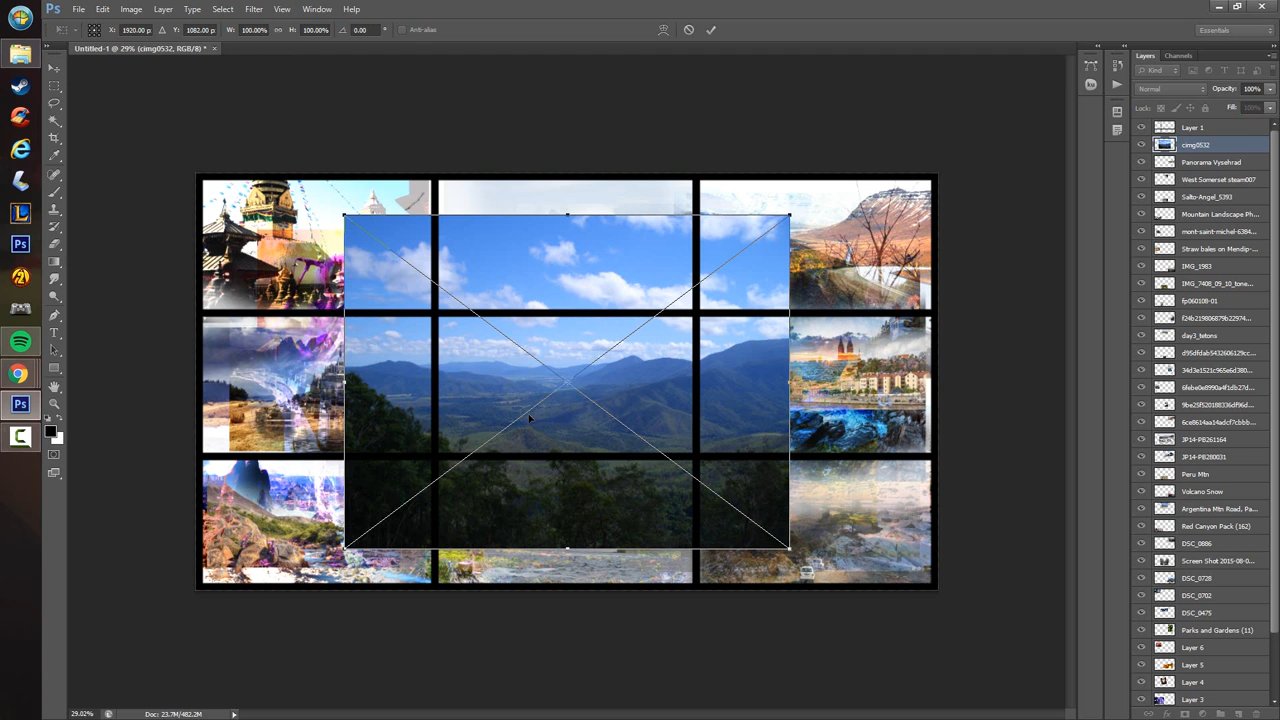 Ps File Edit Image Layer Type Select Filter View Window Help
X: 1920.00 p Y: 1082.00 p W: 100.00% H: 100.00% 0.00 ° Anti-alias Essentials
Untitled-1 @ 29% (cimg0532, RGB/8) * ×
Layers Channels
Kind
Normal Opacity: 100%
Lock: Fill: 100%
Layer 1
cimg0532
Panorama Vysehrad
West Somerset steam007
Salto-Angel_5393
Mountain Landscape Ph...
mont-saint-michel-6384...
Straw bales on Mendip-...
IMG_1983
IMG_7408_09_10_tone...
fp060108-01
f24b219806879b22974...
day3_tetons
d95dfdab5432606129cc...
34d3e1521c965e6d380...
6febe0e8990a4f1db27d...
9be25f520188336df96d...
6ce8914a14adcf7cbbb...
JP14-PB261164
JP14-PB280031
Peru Mtn
Volcano Snow
Argentina Mtn Road, Pa...
Red Canyon Pack (162)
DSC_0886
Screen Shot 2015-08-0...
DSC_0728
DSC_0702
DSC_0475
Parks and Gardens (11)
Layer 6
Layer 5
Layer 4
Layer 3
29.02% Doc: 23.7M/482.2M